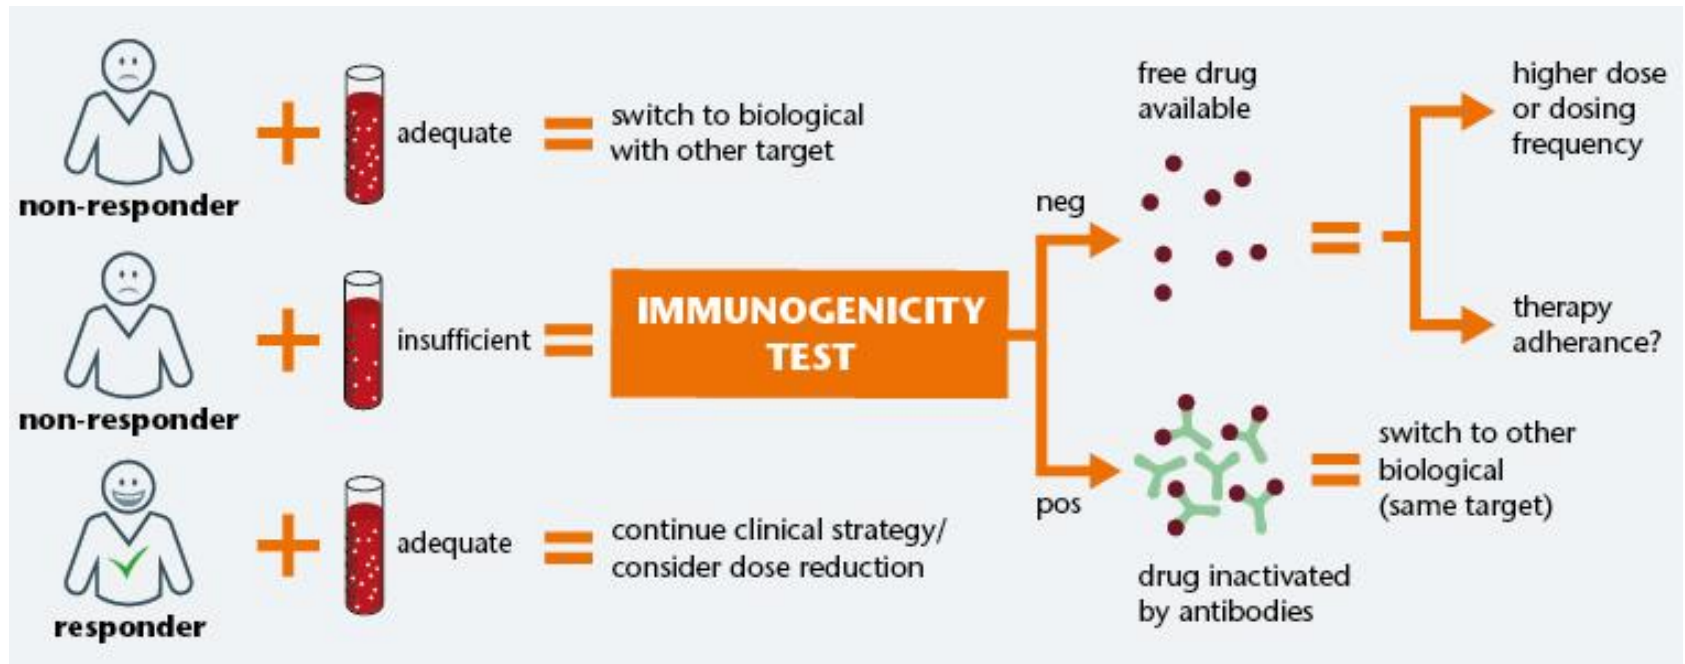 non-responder
adequate
switch to biological
with other target
non-responder
insufficient
IMMUNOGENICITY
TEST
responder
adequate
continue clinical strategy/
consider dose reduction
neg
free drug
available
higher dose
or dosing
frequency
therapy
adherance?
pos
drug inactivated
by antibodies
switch to other
biological
(same target)